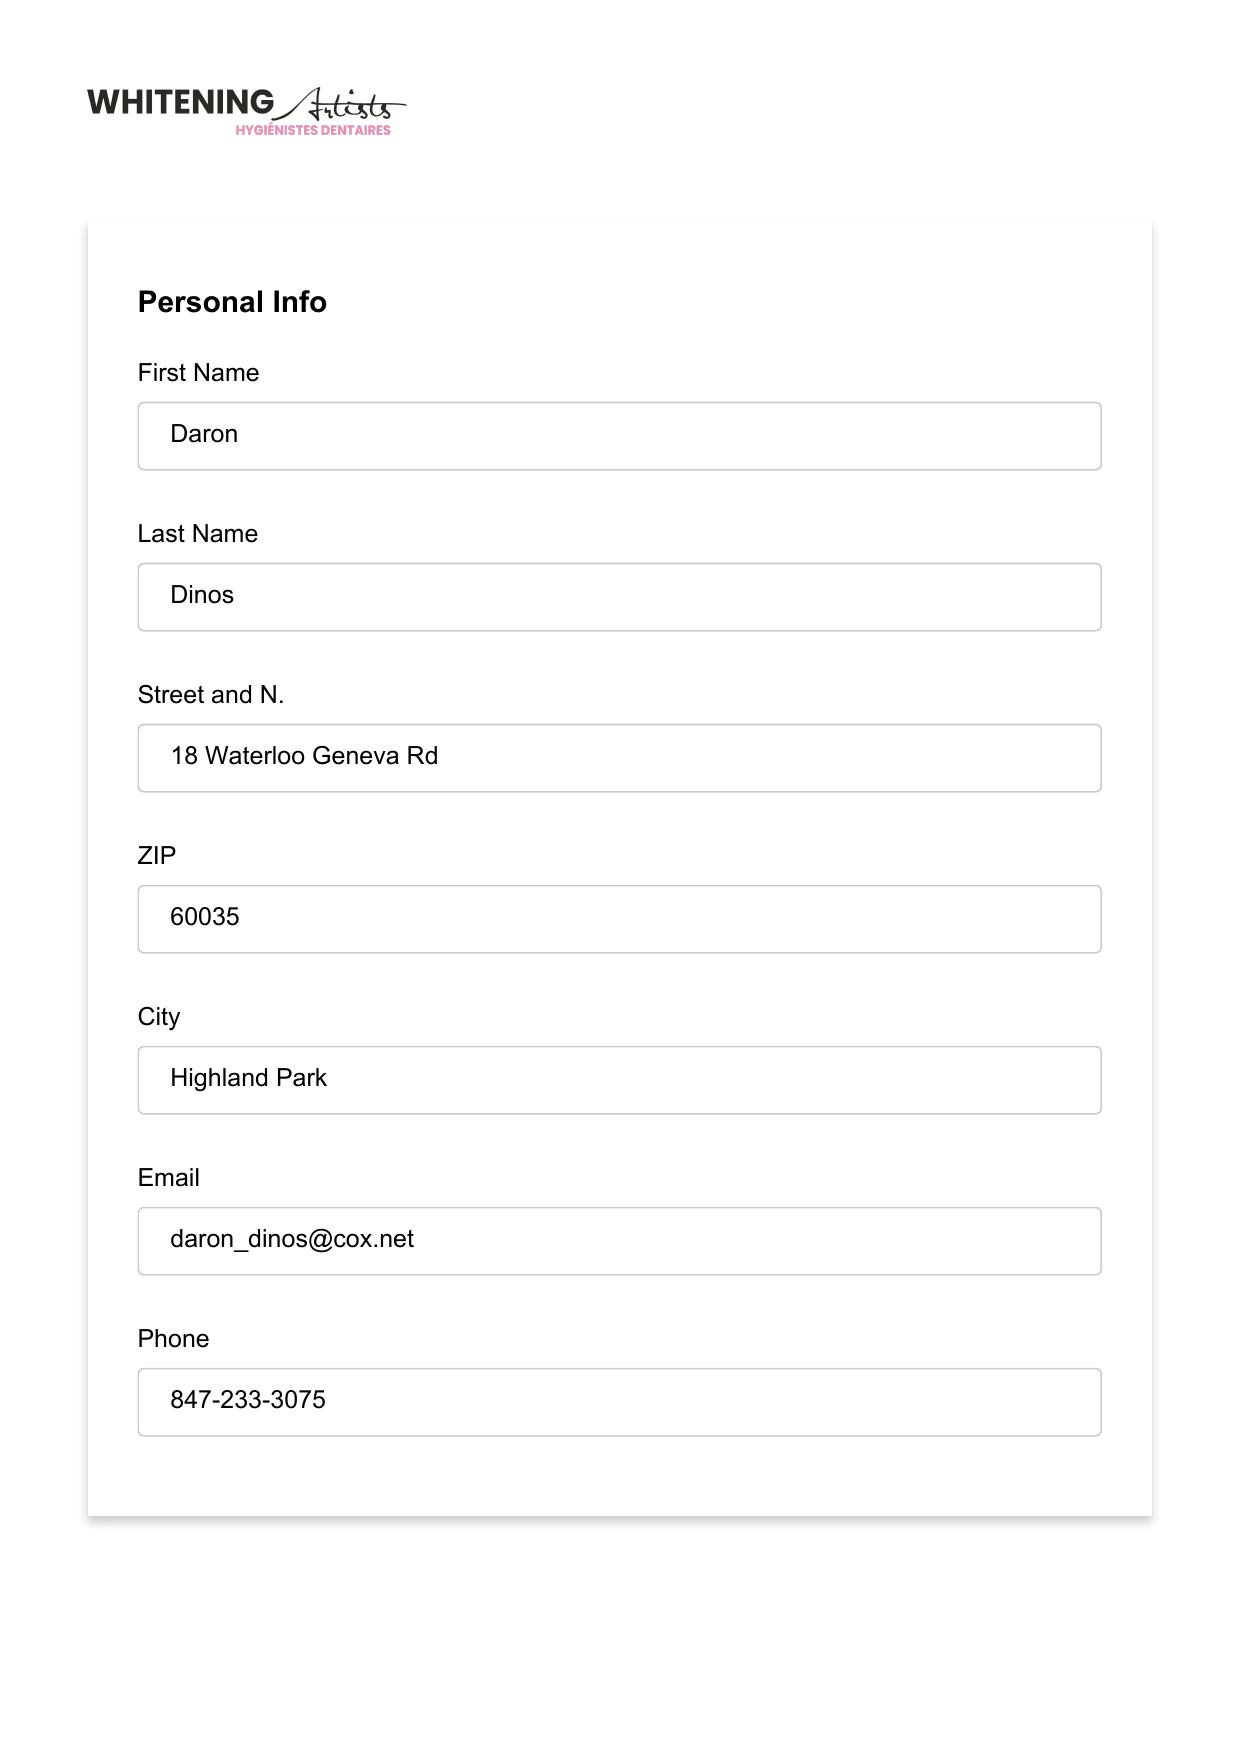 WHITENING Artists
HYGIÉNISTES DENTAIRES
Personal Info
First Name
Daron
Last Name
Dinos
Street and N.
18 Waterloo Geneva Rd
ZIP
60035
City
Highland Park
Email
daron_dinos@cox.net
Phone
847-233-3075